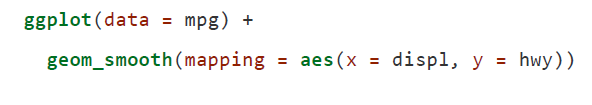 ggplot(data = mpg) +
  geom_smooth(mapping = aes(x = displ, y = hwy))